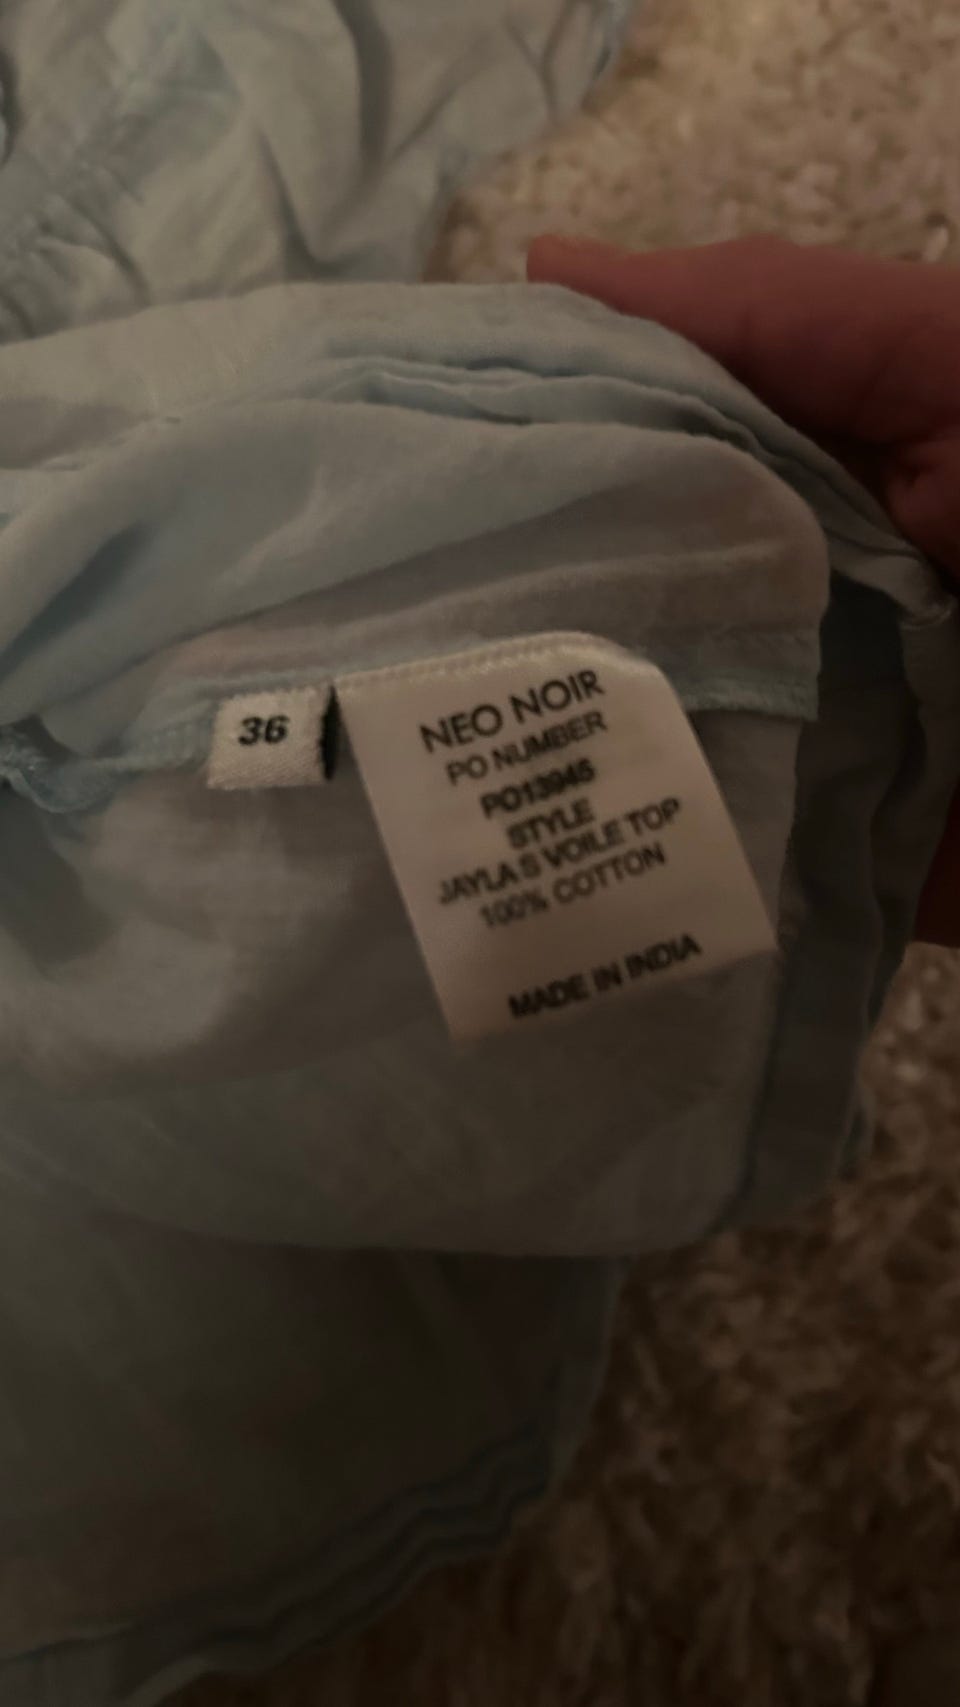 36
NEO NOIR
PO NUMBER
PO13945
STYLE
JAYLA S VOILE TOP
100% COTTON
MADE IN INDIA